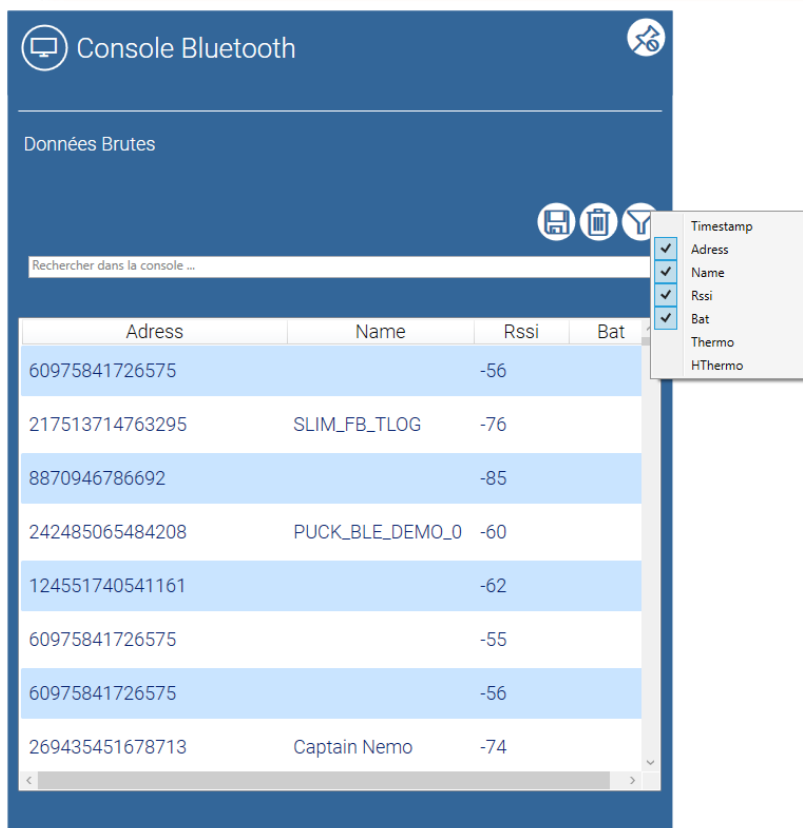 Console Bluetooth
Données Brutes
Timestamp
Adress
Name
Rssi
Bat
Thermo
HThermo
Rechercher dans la console ...
Adress Name Rssi Bat
60975841726575 -56
217513714763295 SLIM_FB_TLOG -76
8870946786692 -85
242485065484208 PUCK_BLE_DEMO_0 -60
124551740541161 -62
60975841726575 -55
60975841726575 -56
269435451678713 Captain Nemo -74